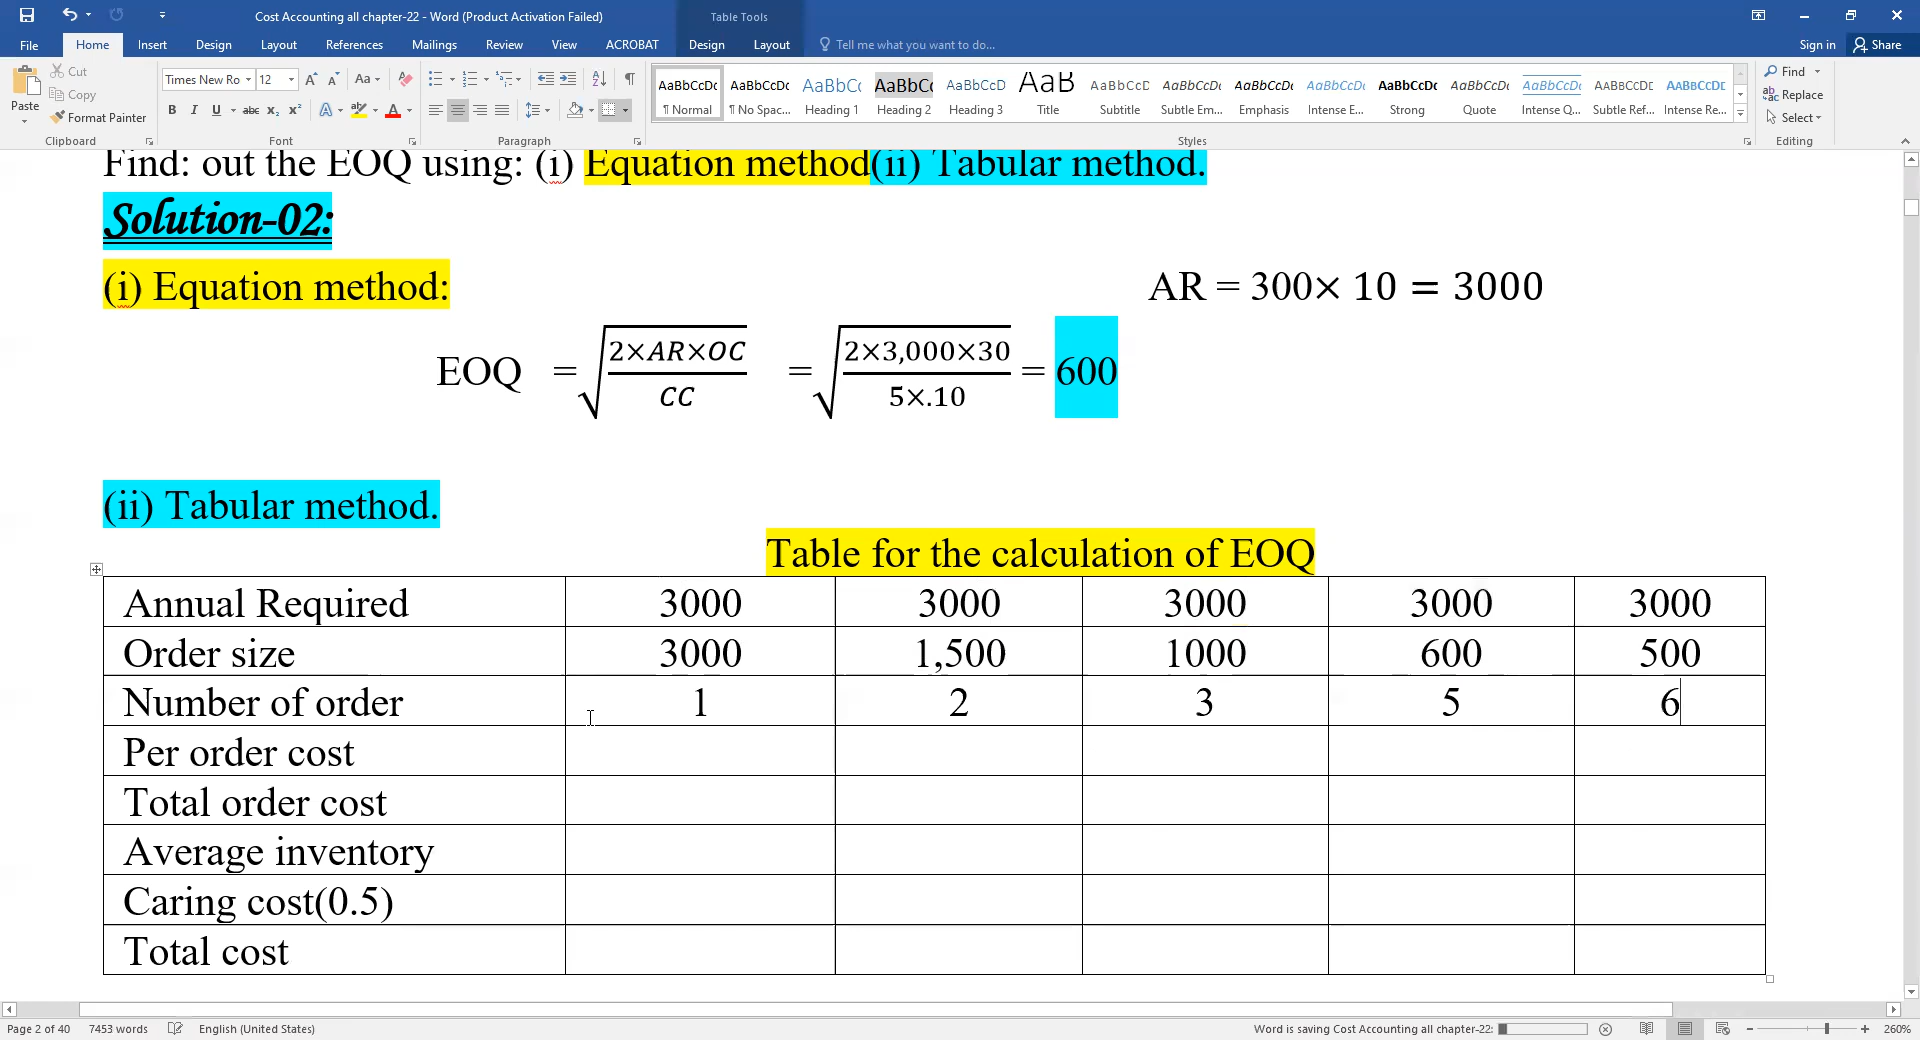 Cost Accounting all chapter-22 - Word (Product Activation Failed)
Table Tools
File Home Insert Design Layout References Mailings Review View ACROBAT Design Layout Tell me what you want to do... Sign in Share
Paste
Cut
Copy
Format Painter
Times New Ro 12
AaBbCcDc AaBbCcDc AaBbCc AaBbCc AaBbCcD AaB AaBbCcD AaBbCcDc AaBbCcDc AaBbCcDc AaBbCcDc AaBbCcDc AaBbCcDc AABBCCDE AABBCCDE
¶ Normal ¶ No Spac... Heading 1 Heading 2 Heading 3 Title Subtitle Subtle Em... Emphasis Intense E... Strong Quote Intense Q... Subtle Ref... Intense Re...
Find
Replace
Select
Clipboard Font Paragraph Styles Editing
Find: out the EOQ using: (i) Equation method(ii) Tabular method.
Solution-02:
(i) Equation method: AR = 300× 10 = 3000
EOQ = √(2×AR×OC / CC) = √(2×3,000×30 / 5×.10) = 600
(ii) Tabular method.
Table for the calculation of EOQ
Annual Required 3000 3000 3000 3000 3000
Order size 3000 1,500 1000 600 500
Number of order 1 2 3 5 6
Per order cost
Total order cost
Average inventory
Caring cost(0.5)
Total cost
Page 2 of 40 7453 words English (United States) Word is saving Cost Accounting all chapter-22: 260%